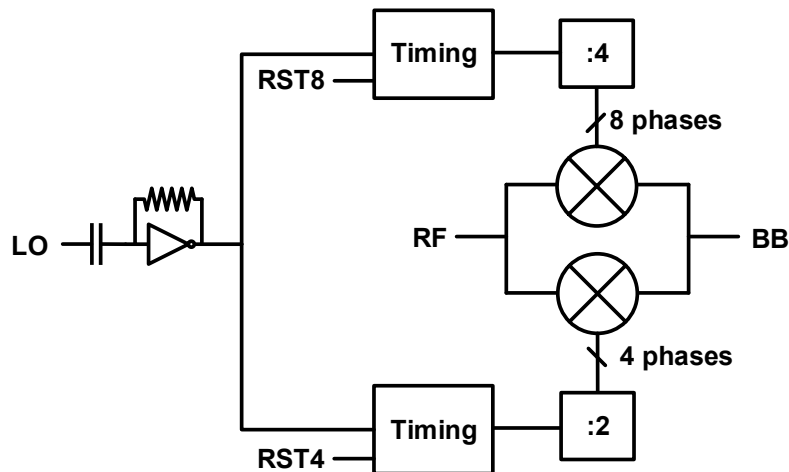 Timing
:4
RST8
8 phases
LO
RF
BB
4 phases
Timing
:2
RST4